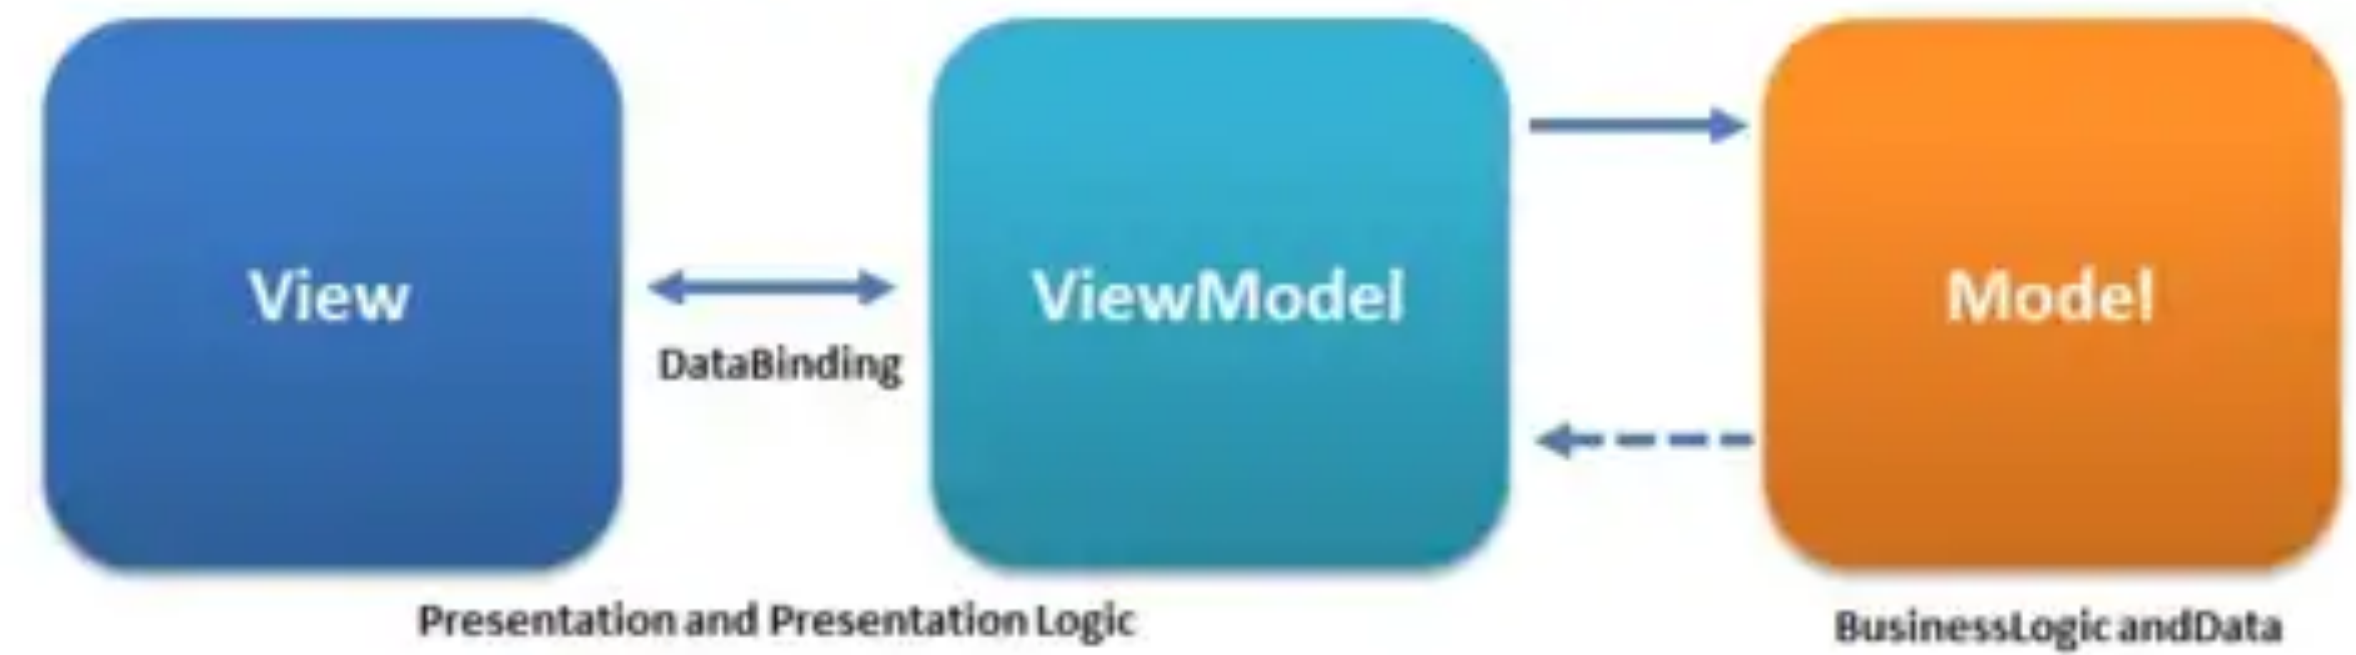 View
ViewModel
Model
DataBinding
Presentation and Presentation Logic
BusinessLogic andData